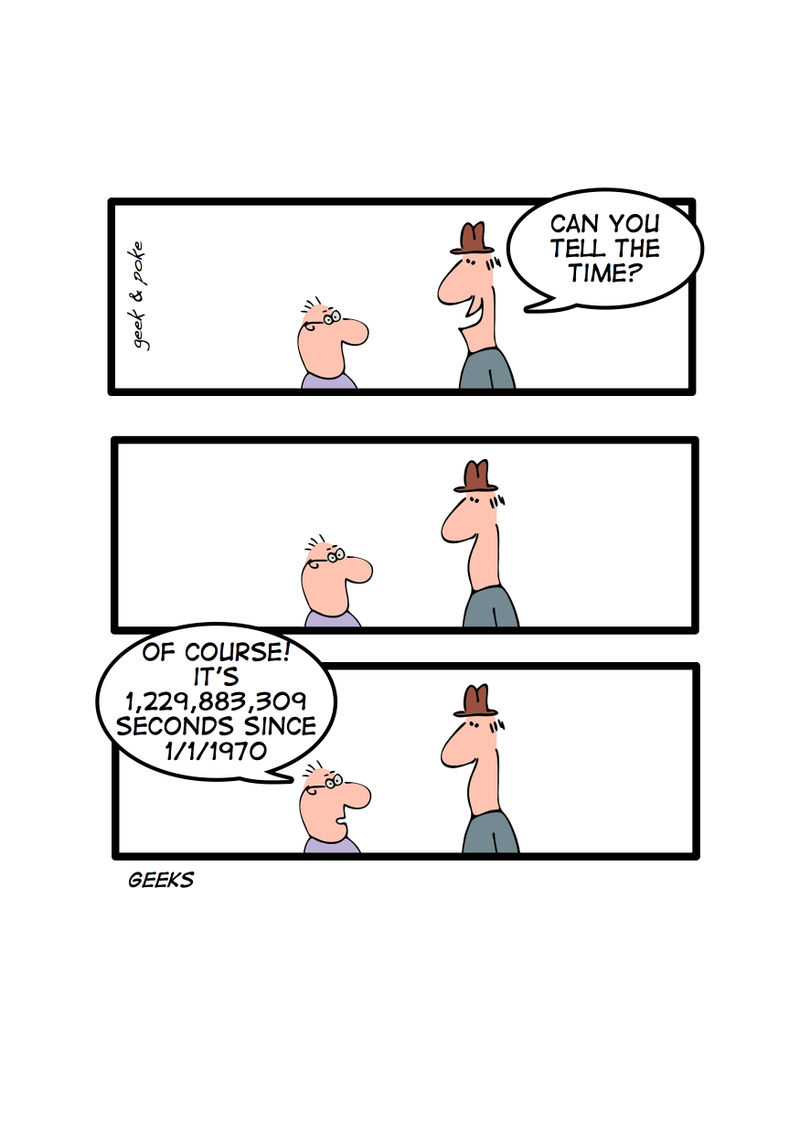 geek & poke
CAN YOU
TELL THE
TIME?
OF COURSE!
IT'S
1,229,883,309
SECONDS SINCE
1/1/1970
GEEKS